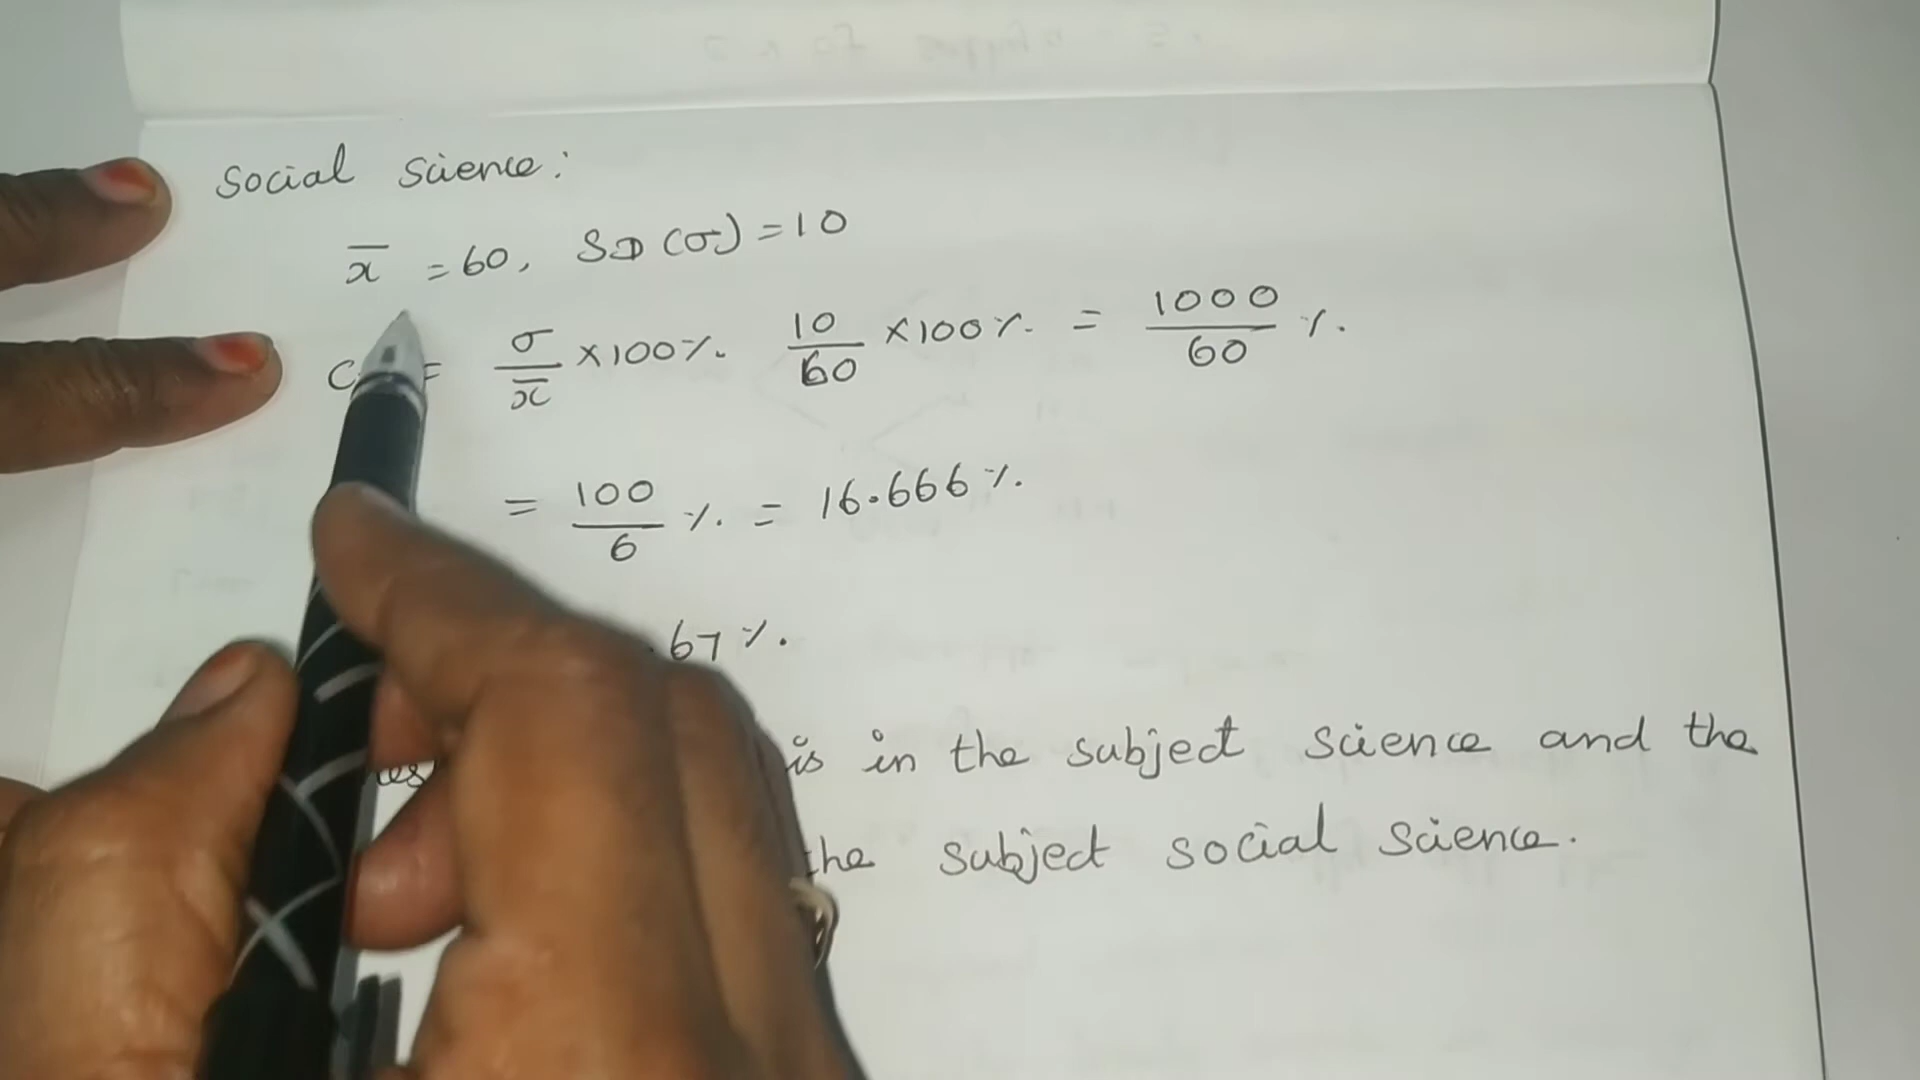 Social Science:
x̄ = 60, SD (σ) = 10
= σ/x̄ ×100% 10/60 ×100% = 1000/60 %.
= 100/6 %. = 16.666%.
.67%.
is in the subject science and the
the subject social science.